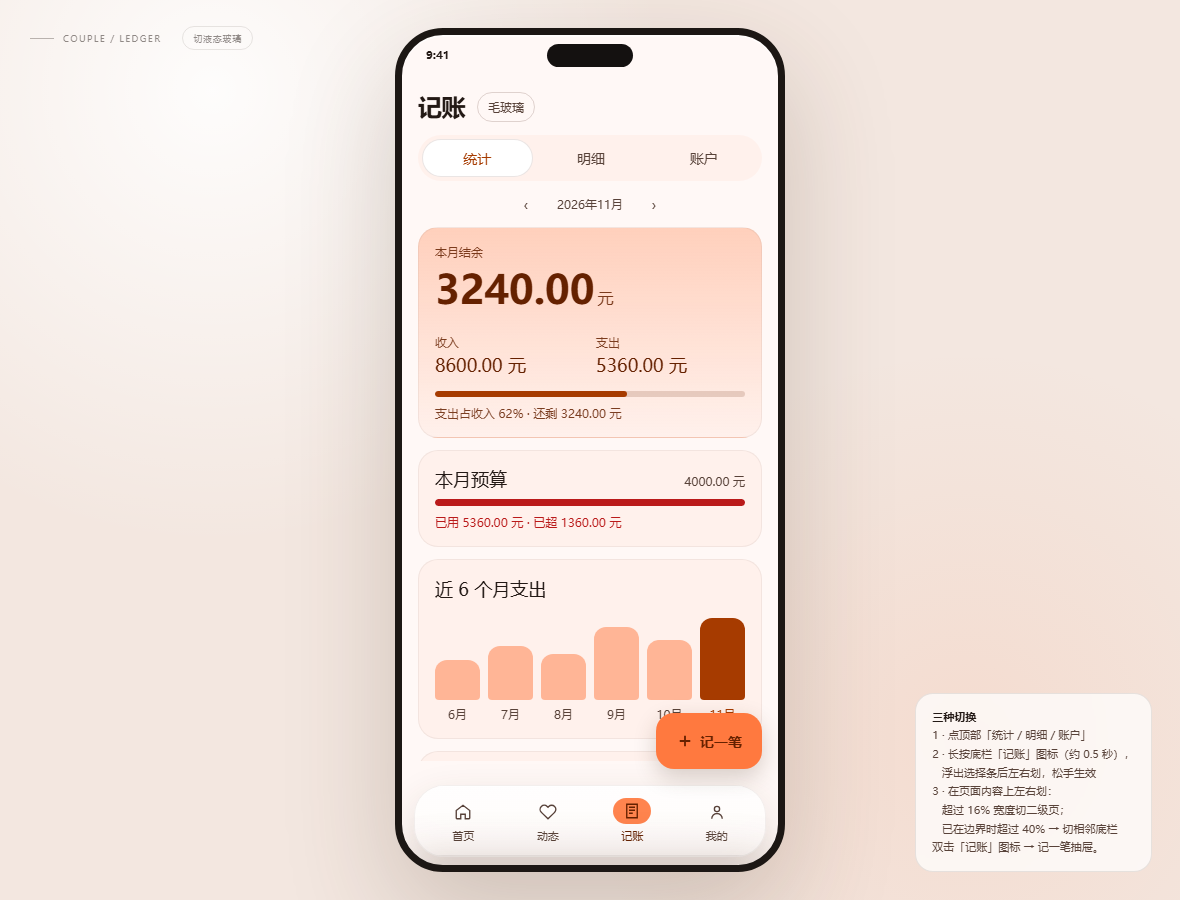 COUPLE / LEDGER
切液态玻璃
9:41
记账
毛玻璃
统计 明细 账户
‹ 2026年11月 ›
本月结余
3240.00元
收入 支出
8600.00 元 5360.00 元
支出占收入 62% · 还剩 3240.00 元
本月预算 4000.00 元
已用 5360.00 元 · 已超 1360.00 元
近 6 个月支出
6月 7月 8月 9月 10月 11月
+ 记一笔
首页 动态 记账 我的
三种切换
1 · 点顶部「统计 / 明细 / 账户」
2 · 长按底栏「记账」图标（约 0.5 秒），
浮出选择条后左右划，松手生效
3 · 在页面内容上左右划：
超过 16% 宽度切二级页；
已在边界时超过 40% → 切相邻底栏
双击「记账」图标 → 记一笔抽屉。